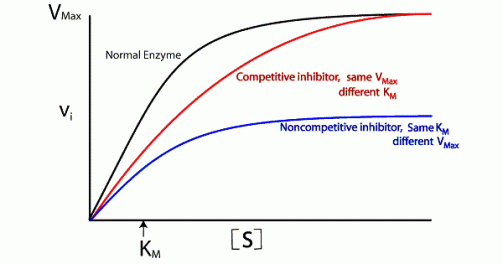 VMax
Normal Enzyme
Competitive inhibitor, same VMax
different KM
vi
Noncompetitive inhibitor, Same KM
different VMax
KM
[S]